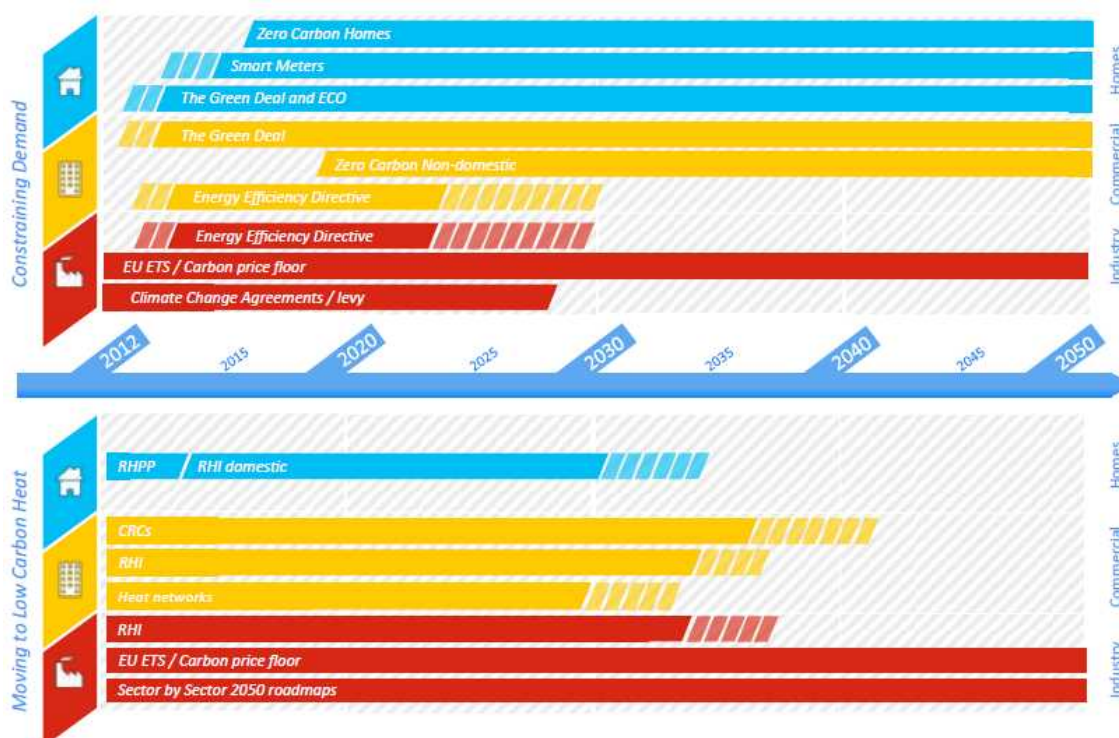 Constraining Demand
Zero Carbon Homes
Smart Meters
The Green Deal and ECO
Homes
The Green Deal
Zero Carbon Non-domestic
Energy Efficiency Directive
Commercial
Energy Efficiency Directive
EU ETS / Carbon price floor
Climate Change Agreements / levy
Industry
2012 2015 2020 2025 2030 2035 2040 2045 2050
Moving to Low Carbon Heat
RHPP RHI domestic
Homes
CRCs
RHI
Heat networks
Commercial
RHI
EU ETS / Carbon price floor
Sector by Sector 2050 roadmaps
Industry